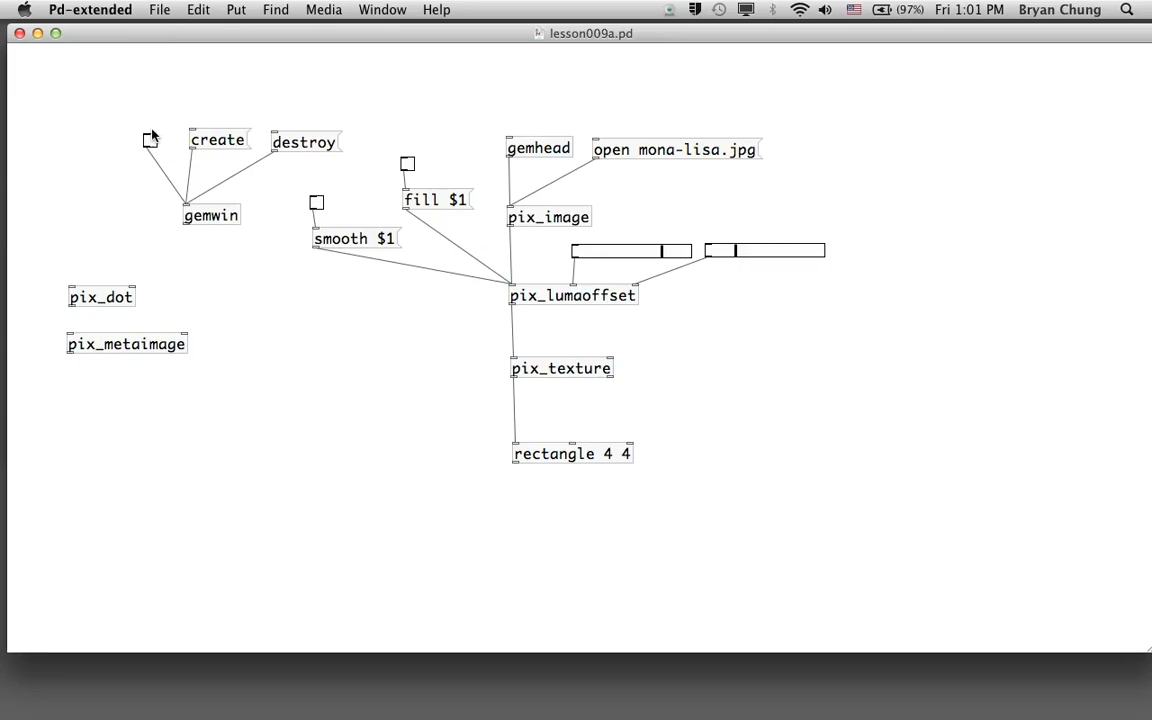 Pd-extended File Edit Put Find Media Window Help (97%) Fri 1:01 PM Bryan Chung
lesson009a.pd
create
destroy
gemhead
open mona-lisa.jpg
fill $1
gemwin
pix_image
smooth $1
pix_dot
pix_lumaoffset
pix_metaimage
pix_texture
rectangle 4 4